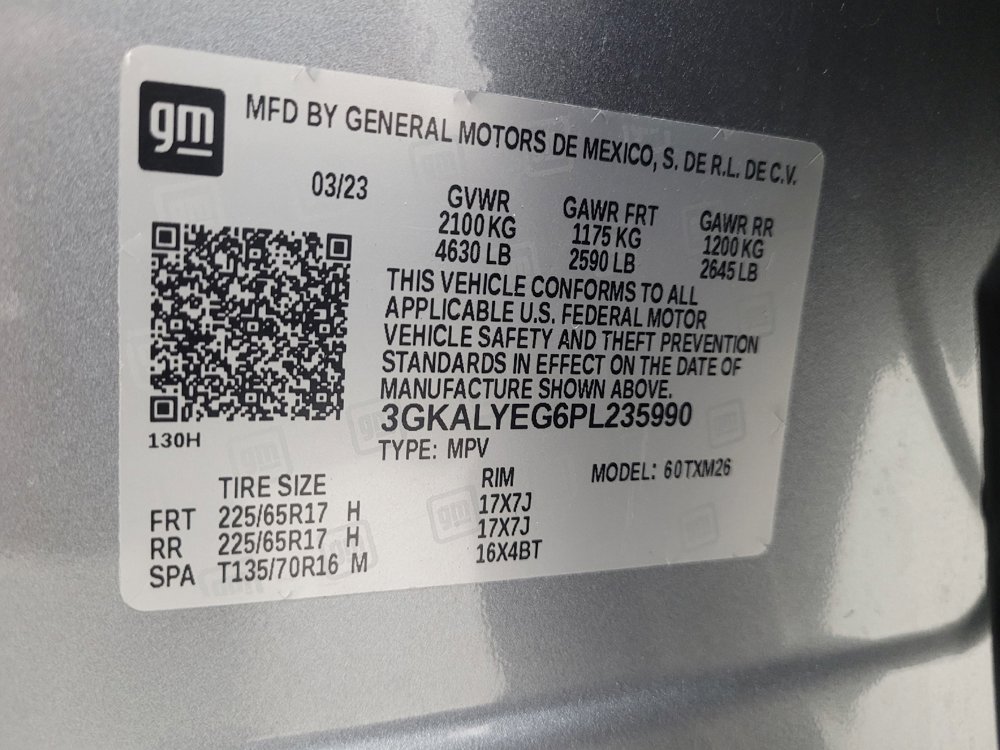 gm
MFD BY GENERAL MOTORS DE MEXICO, S. DE R.L. DE C.V.
03/23
GVWR GAWR FRT GAWR RR
2100 KG 1175 KG 1200 KG
4630 LB 2590 LB 2645 LB
THIS VEHICLE CONFORMS TO ALL
APPLICABLE U.S. FEDERAL MOTOR
VEHICLE SAFETY AND THEFT PREVENTION
STANDARDS IN EFFECT ON THE DATE OF
MANUFACTURE SHOWN ABOVE.
3GKALYEG6PL235990
130H
TYPE: MPV MODEL: 60TXM26
TIRE SIZE RIM
FRT 225/65R17 H 17X7J
RR 225/65R17 H 17X7J
SPA T135/70R16 M 16X4BT